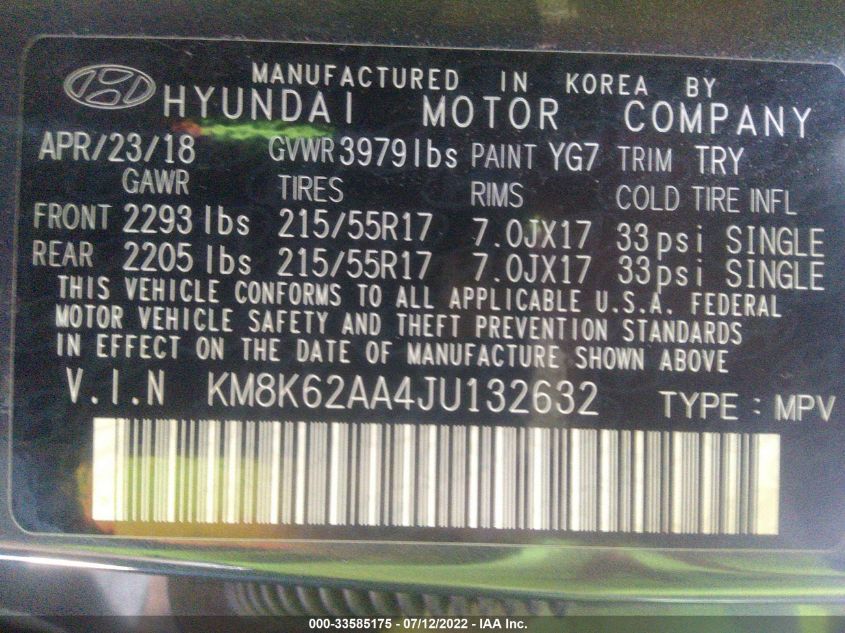 MANUFACTURED IN KOREA BY
HYUNDAI MOTOR COMPANY
APR/23/18 GVWR 3979lbs PAINT YG7 TRIM TRY
GAWR TIRES RIMS COLD TIRE INFL
FRONT 2293 lbs 215/55R17 7.0JX17 33psi SINGLE
REAR 2205 lbs 215/55R17 7.0JX17 33psi SINGLE
THIS VEHICLE CONFORMS TO ALL APPLICABLE U.S.A. FEDERAL
MOTOR VEHICLE SAFETY AND THEFT PREVENTION STANDARDS
IN EFFECT ON THE DATE OF MANUFACTURE SHOWN ABOVE
V.I.N KM8K62AA4JU132632 TYPE : MPV
000-33585175 - 07/12/2022 - IAA Inc.